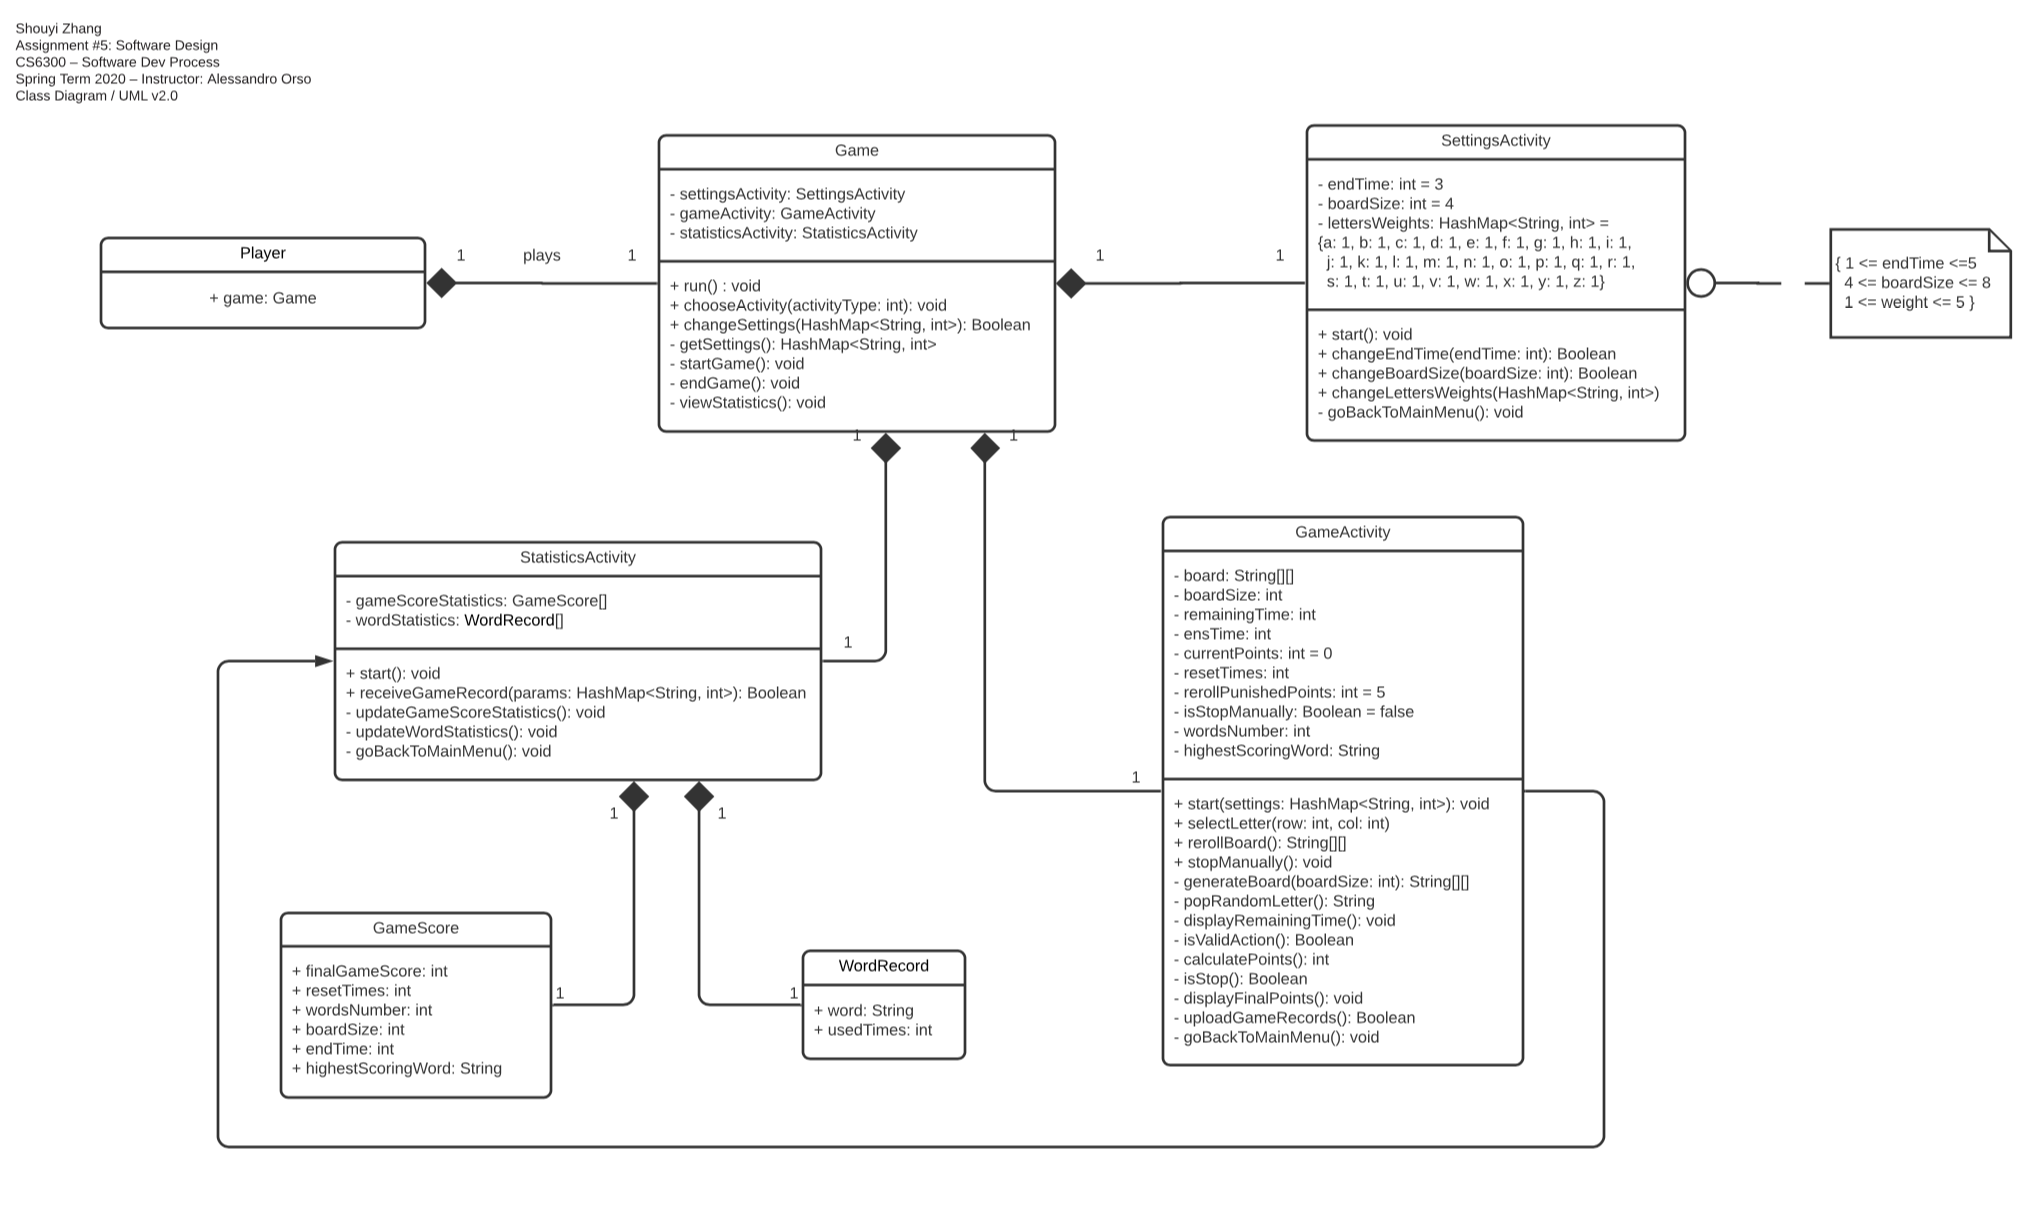 Shouyi Zhang
Assignment #5: Software Design
CS6300 – Software Dev Process
Spring Term 2020 – Instructor: Alessandro Orso
Class Diagram / UML v2.0
Player
+ game: Game
1
plays
1
Game
- settingsActivity: SettingsActivity
- gameActivity: GameActivity
- statisticsActivity: StatisticsActivity
+ run() : void
+ chooseActivity(activityType: int): void
+ changeSettings(HashMap<String, int>): Boolean
- getSettings(): HashMap<String, int>
- startGame(): void
- endGame(): void
- viewStatistics(): void
1
1
1
1
SettingsActivity
- endTime: int = 3
- boardSize: int = 4
- lettersWeights: HashMap<String, int> =
{a: 1, b: 1, c: 1, d: 1, e: 1, f: 1, g: 1, h: 1, i: 1,
j: 1, k: 1, l: 1, m: 1, n: 1, o: 1, p: 1, q: 1, r: 1,
s: 1, t: 1, u: 1, v: 1, w: 1, x: 1, y: 1, z: 1}
+ start(): void
+ changeEndTime(endTime: int): Boolean
+ changeBoardSize(boardSize: int): Boolean
+ changeLettersWeights(HashMap<String, int>)
- goBackToMainMenu(): void
{ 1 <= endTime <=5
4 <= boardSize <= 8
1 <= weight <= 5 }
StatisticsActivity
- gameScoreStatistics: GameScore[]
- wordStatistics: WordRecord[]
+ start(): void
+ receiveGameRecord(params: HashMap<String, int>): Boolean
- updateGameScoreStatistics(): void
- updateWordStatistics(): void
- goBackToMainMenu(): void
1
1
1
GameScore
+ finalGameScore: int
+ resetTimes: int
+ wordsNumber: int
+ boardSize: int
+ endTime: int
+ highestScoringWord: String
1
1
WordRecord
+ word: String
+ usedTimes: int
1
GameActivity
- board: String[][]
- boardSize: int
- remainingTime: int
- ensTime: int
- currentPoints: int = 0
- resetTimes: int
- rerollPunishedPoints: int = 5
- isStopManually: Boolean = false
- wordsNumber: int
- highestScoringWord: String
+ start(settings: HashMap<String, int>): void
+ selectLetter(row: int, col: int)
+ rerollBoard(): String[][]
+ stopManually(): void
- generateBoard(boardSize: int): String[][]
- popRandomLetter(): String
- displayRemainingTime(): void
- isValidAction(): Boolean
- calculatePoints(): int
- isStop(): Boolean
- displayFinalPoints(): void
- uploadGameRecords(): Boolean
- goBackToMainMenu(): void